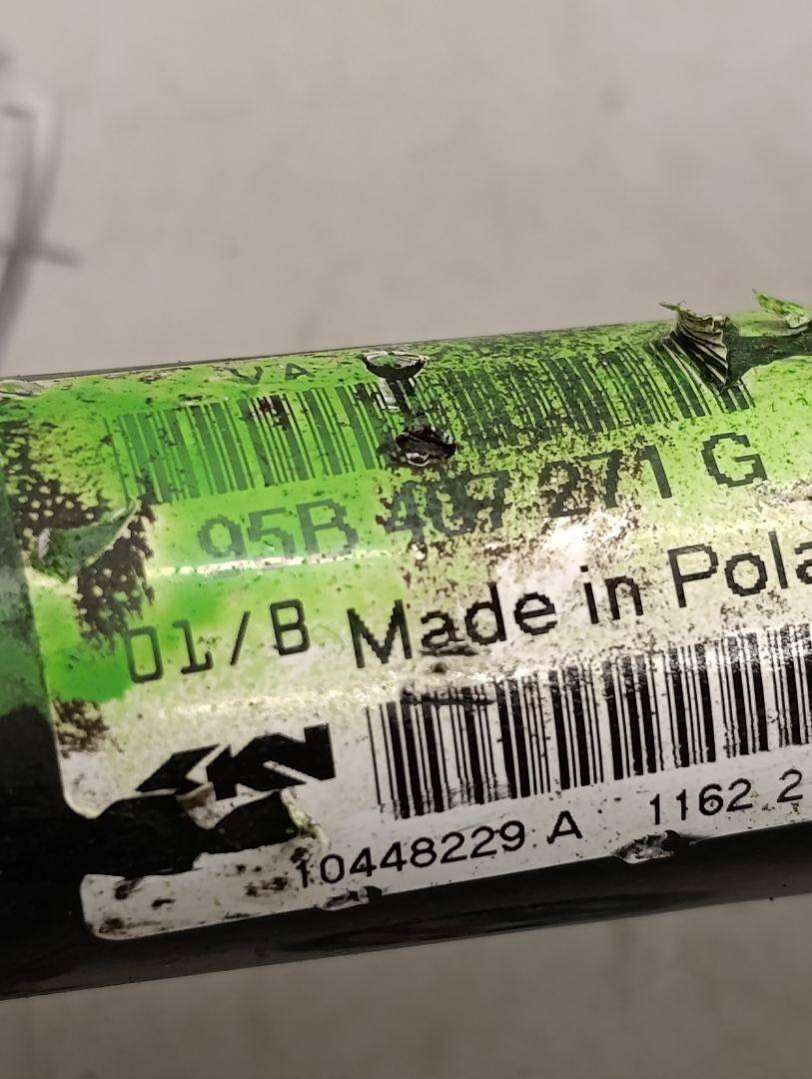 VA
95B 407 271 G
01/B Made in Pola
10448229 A 1162 2